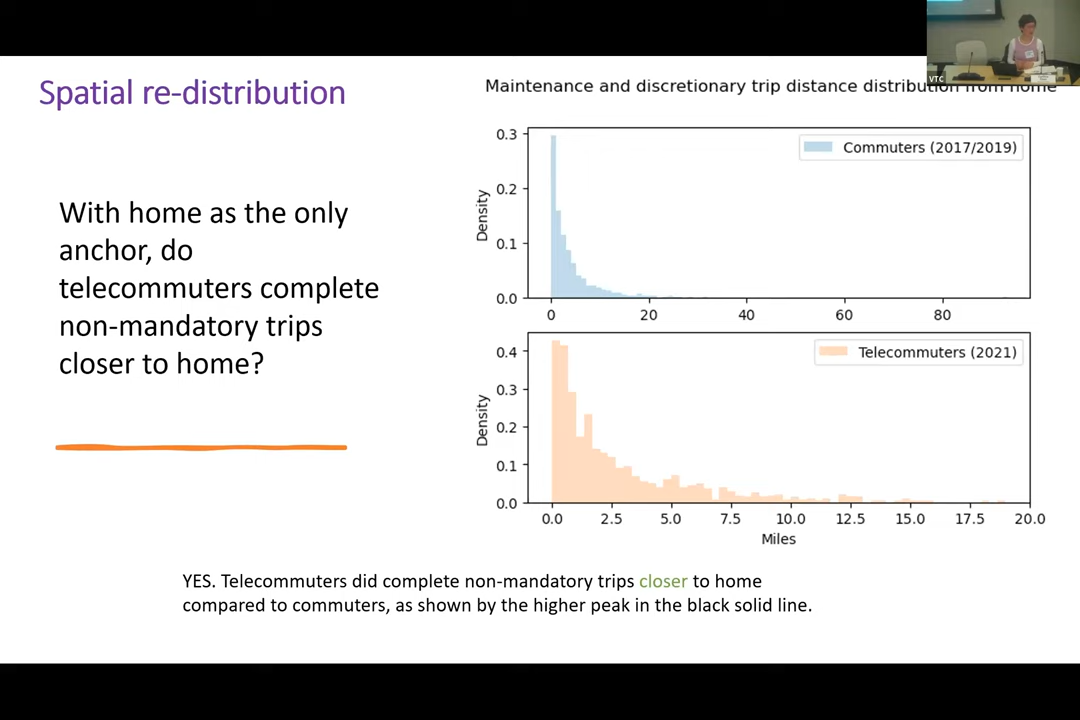 Spatial re-distribution
With home as the only
anchor, do
telecommuters complete
non-mandatory trips
closer to home?
Maintenance and discretionary trip distance distribution from home
Commuters (2017/2019)
Density
0.3
0.2
0.1
0.0
0 20 40 60 80
Telecommuters (2021)
Density
0.4
0.3
0.2
0.1
0.0
0.0 2.5 5.0 7.5 10.0 12.5 15.0 17.5 20.0
Miles
YES. Telecommuters did complete non-mandatory trips closer to home
compared to commuters, as shown by the higher peak in the black solid line.
VTC